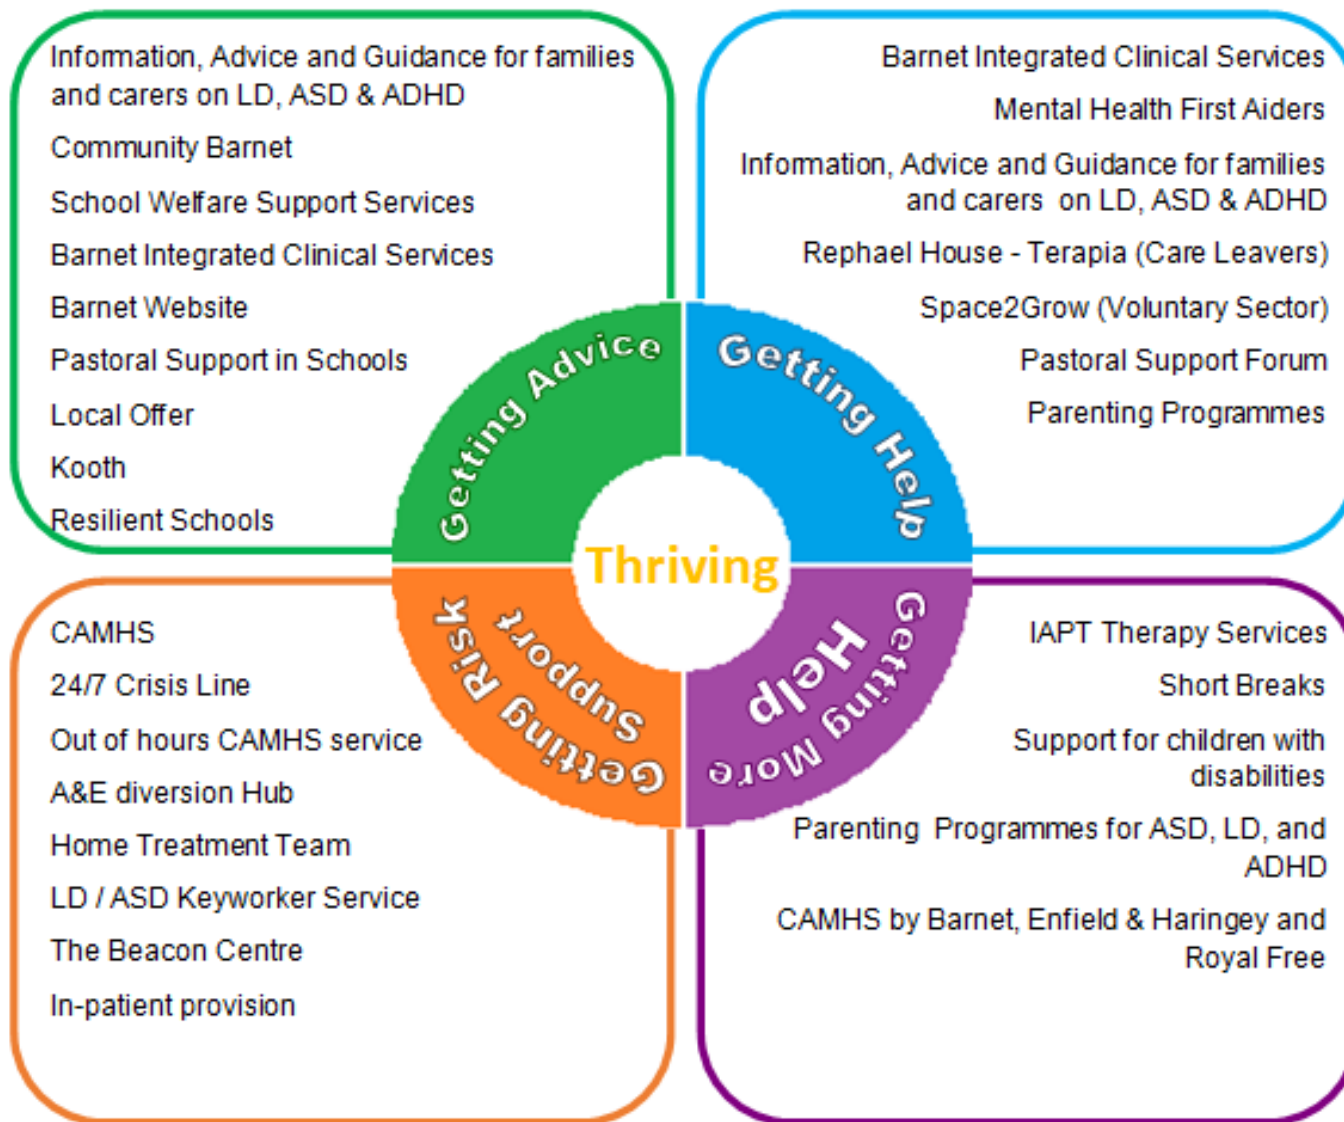 Information, Advice and Guidance for families
and carers on LD, ASD & ADHD
Community Barnet
School Welfare Support Services
Barnet Integrated Clinical Services
Barnet Website
Pastoral Support in Schools
Local Offer
Kooth
Resilient Schools
Barnet Integrated Clinical Services
Mental Health First Aiders
Information, Advice and Guidance for families
and carers on LD, ASD & ADHD
Rephael House - Terapia (Care Leavers)
Space2Grow (Voluntary Sector)
Pastoral Support Forum
Parenting Programmes
Getting Advice
Getting Help
Thriving
Getting Risk
Support
Getting More
Help
CAMHS
24/7 Crisis Line
Out of hours CAMHS service
A&E diversion Hub
Home Treatment Team
LD / ASD Keyworker Service
The Beacon Centre
In-patient provision
IAPT Therapy Services
Short Breaks
Support for children with
disabilities
Parenting Programmes for ASD, LD, and
ADHD
CAMHS by Barnet, Enfield & Haringey and
Royal Free